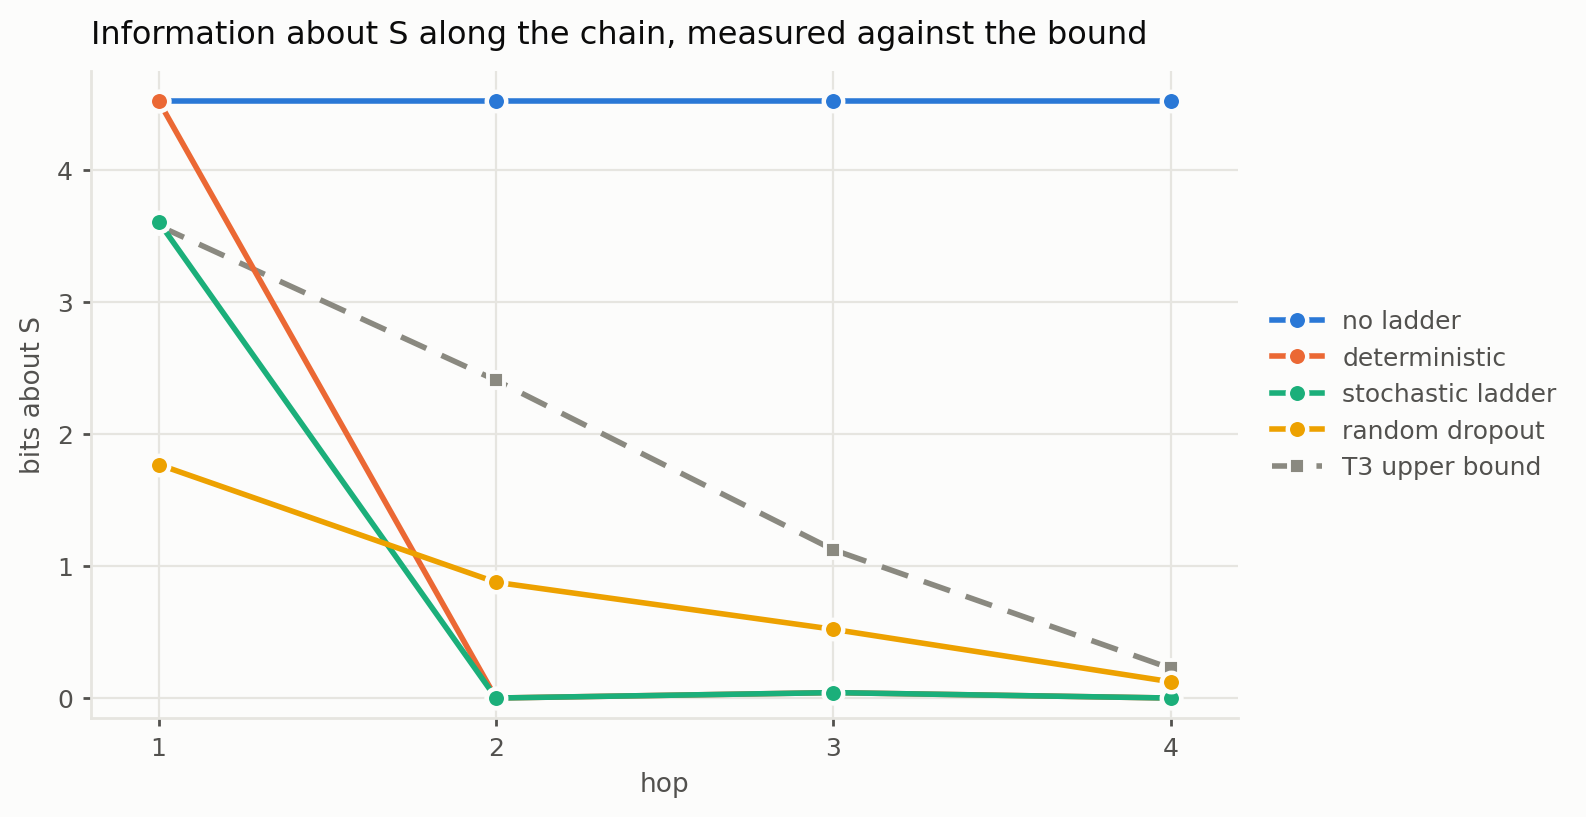 Information about S along the chain, measured against the bound
bits about S
4
3
2
1
0
1 2 3 4
hop
no ladder
deterministic
stochastic ladder
random dropout
T3 upper bound